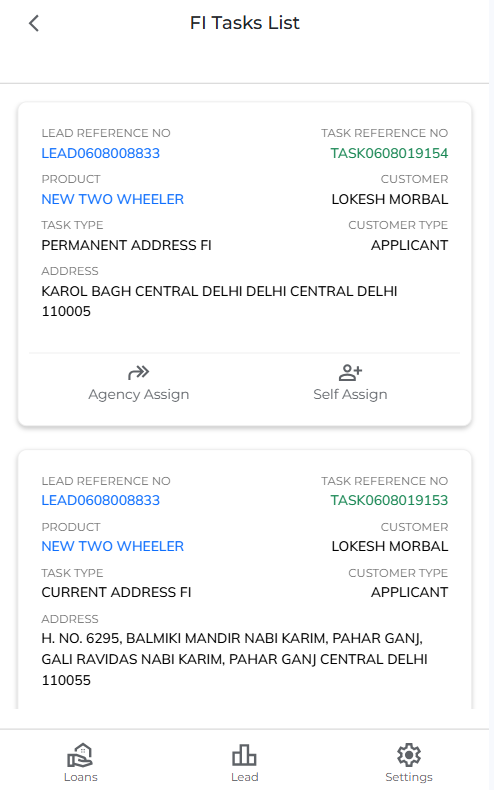 FI Tasks List
LEAD REFERENCE NO TASK REFERENCE NO
LEAD0608008833 TASK0608019154
PRODUCT CUSTOMER
NEW TWO WHEELER LOKESH MORBAL
TASK TYPE CUSTOMER TYPE
PERMANENT ADDRESS FI APPLICANT
ADDRESS
KAROL BAGH CENTRAL DELHI DELHI CENTRAL DELHI
110005
Agency Assign Self Assign
LEAD REFERENCE NO TASK REFERENCE NO
LEAD0608008833 TASK0608019153
PRODUCT CUSTOMER
NEW TWO WHEELER LOKESH MORBAL
TASK TYPE CUSTOMER TYPE
CURRENT ADDRESS FI APPLICANT
ADDRESS
H. NO. 6295, BALMIKI MANDIR NABI KARIM, PAHAR GANJ,
GALI RAVIDAS NABI KARIM, PAHAR GANJ CENTRAL DELHI
110055
Loans Lead Settings